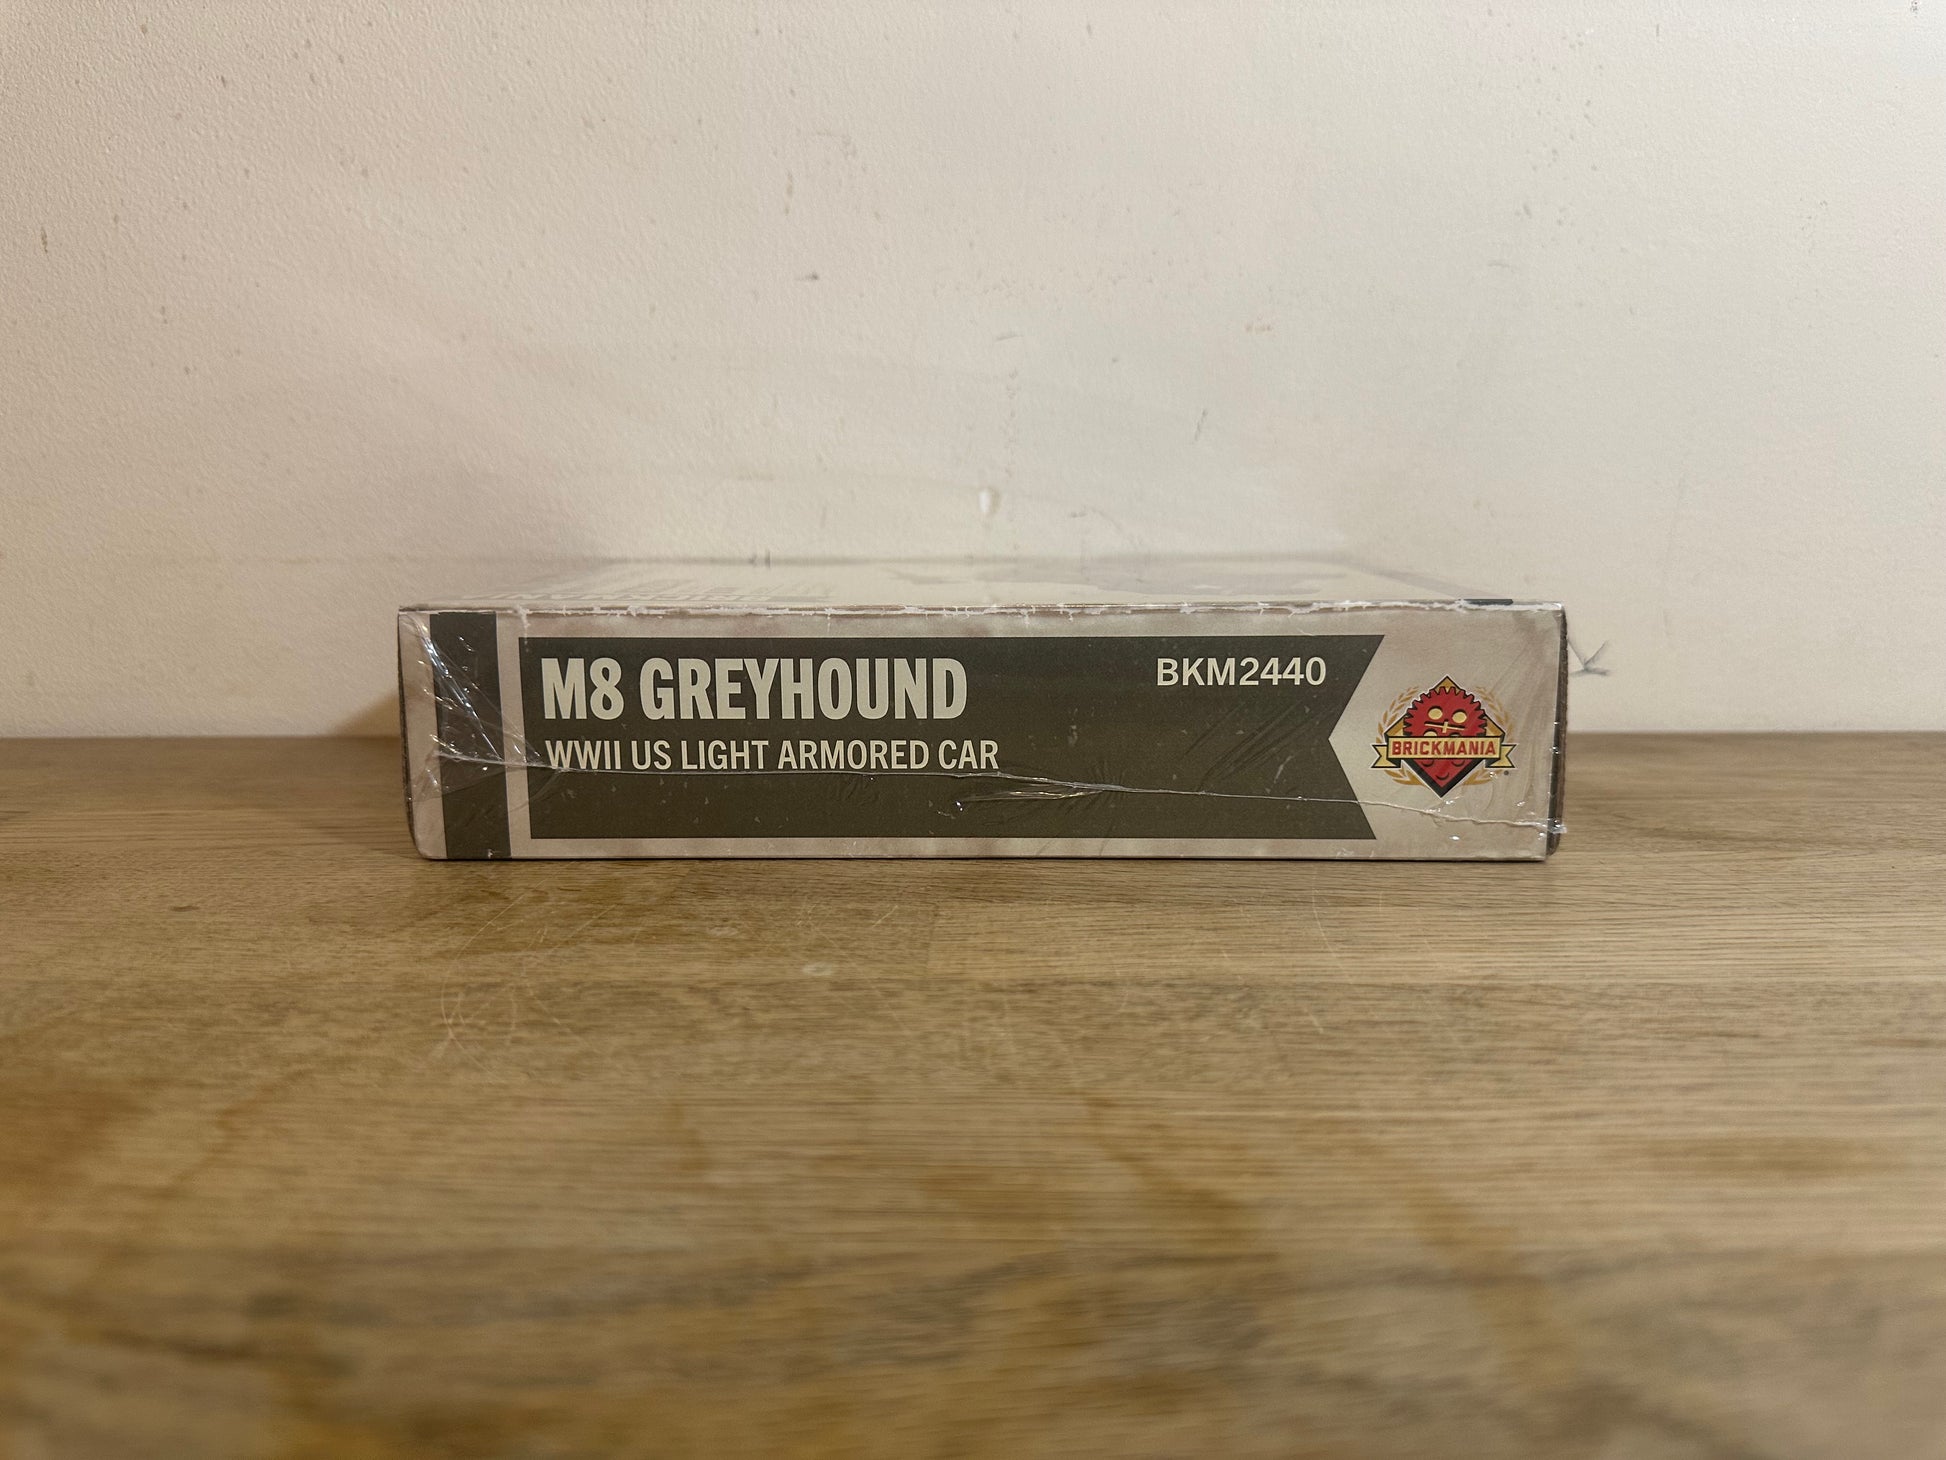 M8 GREYHOUND
BKM2440
WWII US LIGHT ARMORED CAR
BRICKMANIA